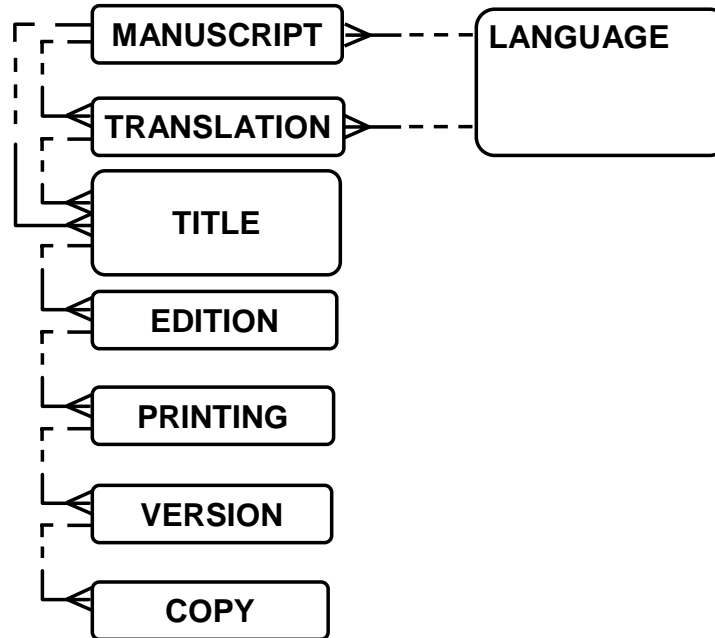 MANUSCRIPT
LANGUAGE
TRANSLATION
TITLE
EDITION
PRINTING
VERSION
COPY